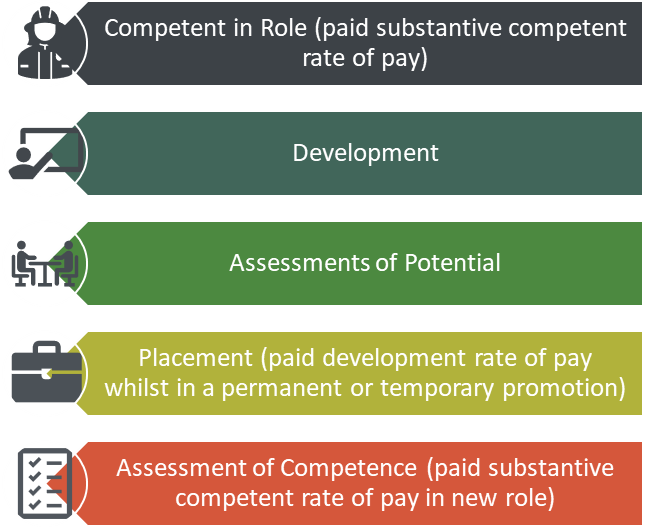 Competent in Role (paid substantive competent
rate of pay)
Development
Assessments of Potential
Placement (paid development rate of pay
whilst in a permanent or temporary promotion)
Assessment of Competence (paid substantive
competent rate of pay in new role)